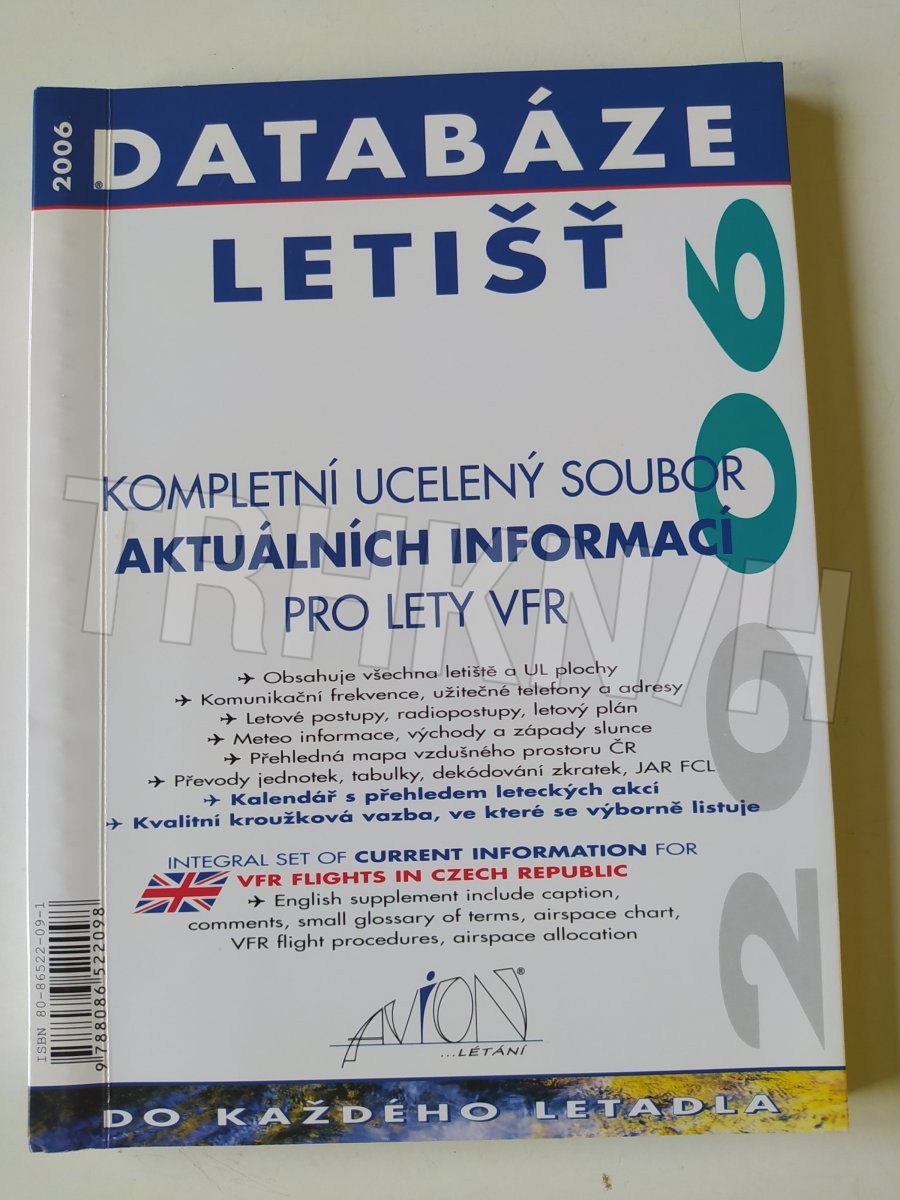 2006
DATABÁZE
®
LETIŠŤ
2006
KOMPLETNÍ UCELENÝ SOUBOR
AKTUÁLNÍCH INFORMACÍ
PRO LETY VFR
TRHKNIH
✈ Obsahuje všechna letiště a UL plochy
✈ Komunikační frekvence, užitečné telefony a adresy
✈ Letové postupy, radiopostupy, letový plán
✈ Meteo informace, východy a západy slunce
✈ Přehledná mapa vzdušného prostoru ČR
✈ Převody jednotek, tabulky, dekódování zkratek, JAR FCL
✈ Kalendář s přehledem leteckých akcí
✈ Kvalitní kroužková vazba, ve které se výborně listuje
INTEGRAL SET OF CURRENT INFORMATION FOR
VFR FLIGHTS IN CZECH REPUBLIC
✈ English supplement include caption,
comments, small glossary of terms, airspace chart,
VFR flight procedures, airspace allocation
AViON®
...LÉTÁNÍ
ISBN 80-86522-09-1
9788086522098
DO KAŽDÉHO LETADLA